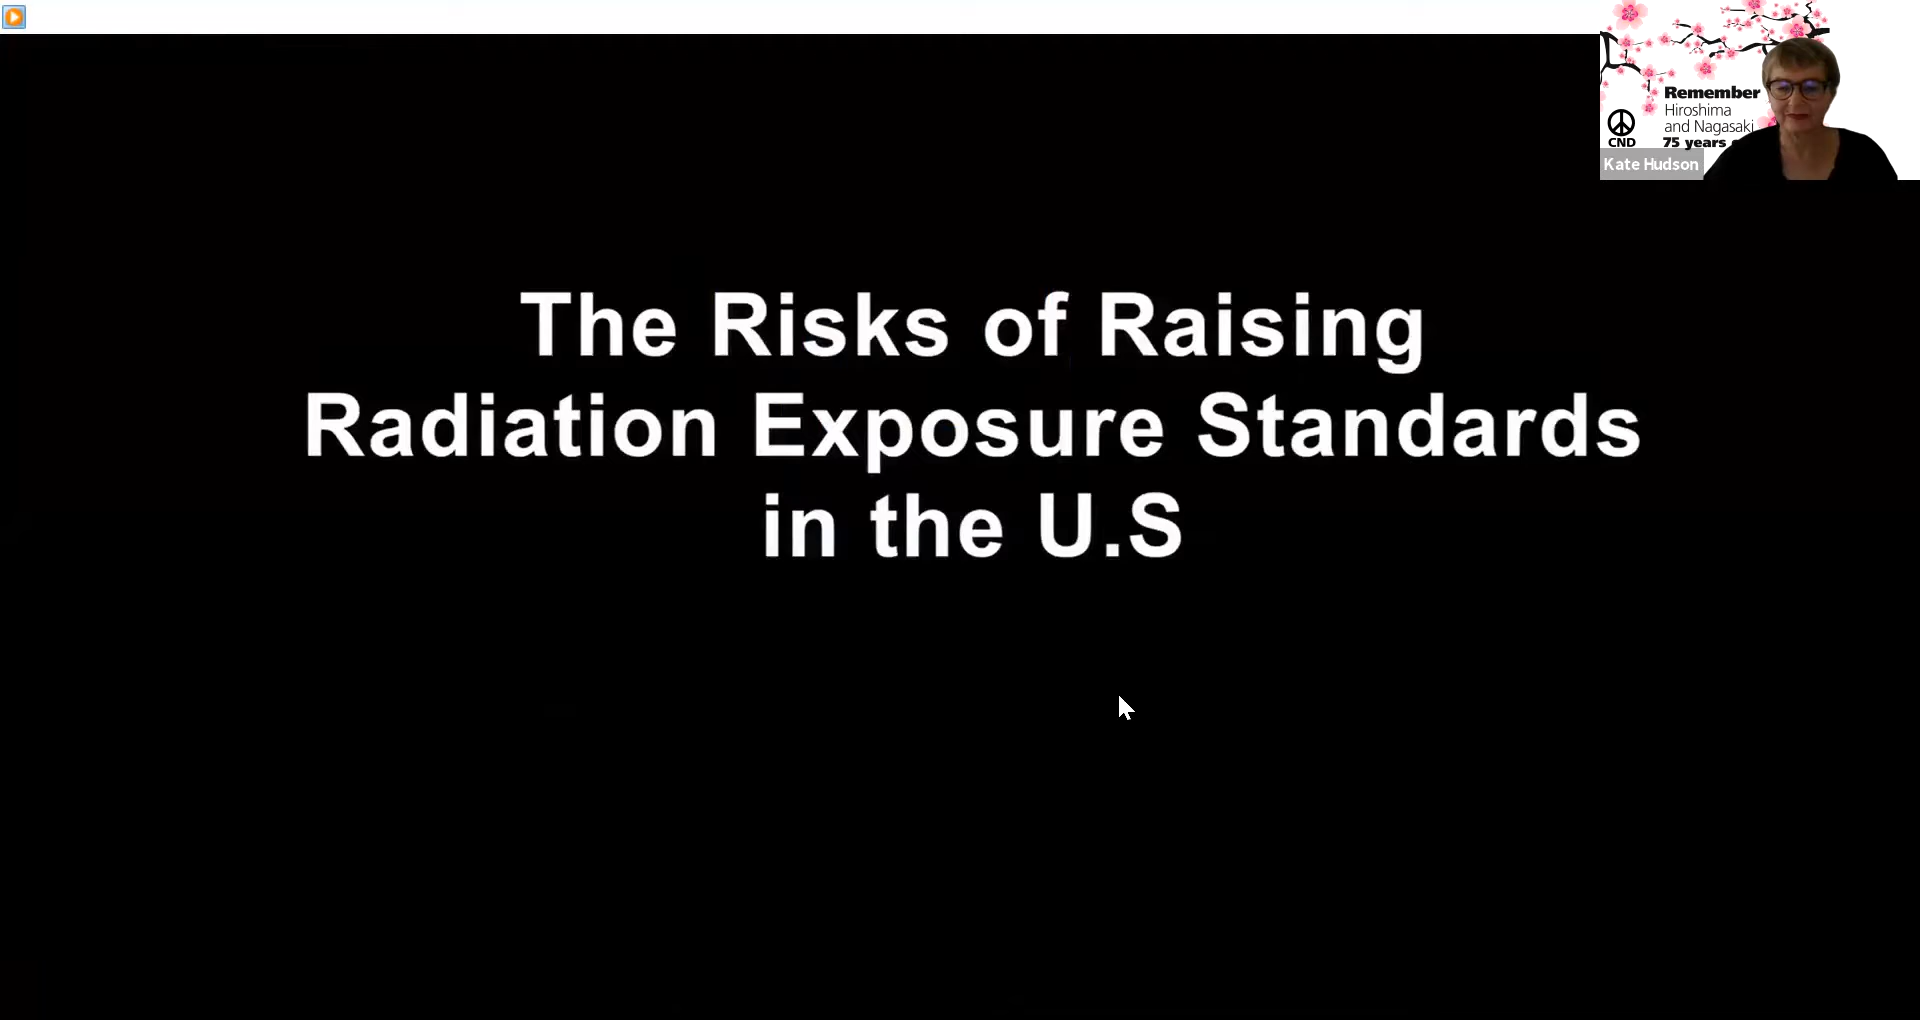 The Risks of Raising
Radiation Exposure Standards
in the U.S
Remember
Hiroshima
and Nagasaki
75 years
CND
Kate Hudson